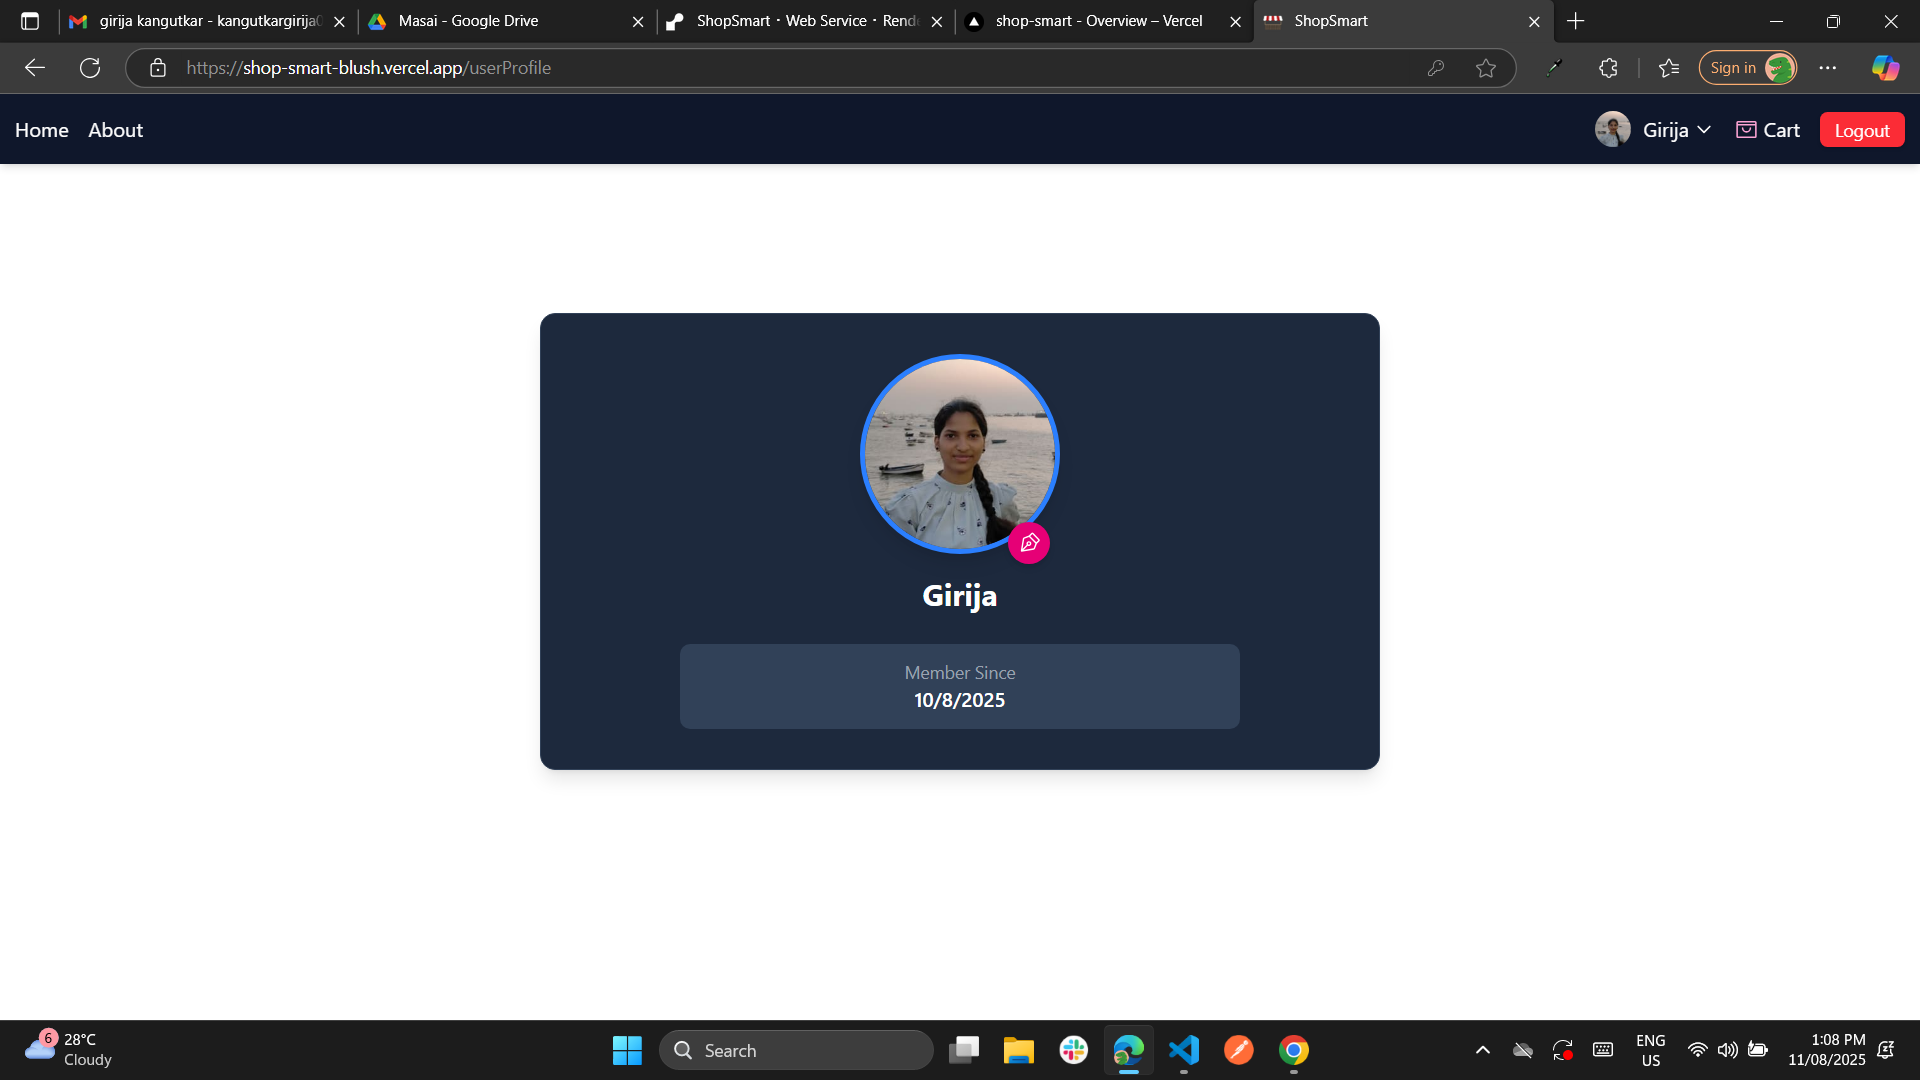 girija kangutkar - kangutkargirija
Masai - Google Drive
ShopSmart · Web Service · Rende
shop-smart - Overview – Vercel
ShopSmart
https://shop-smart-blush.vercel.app/userProfile
Sign in
Home
About
Girija
Cart
Logout
Girija
Member Since
10/8/2025
6
28°C
Cloudy
Search
ENG
US
1:08 PM
11/08/2025